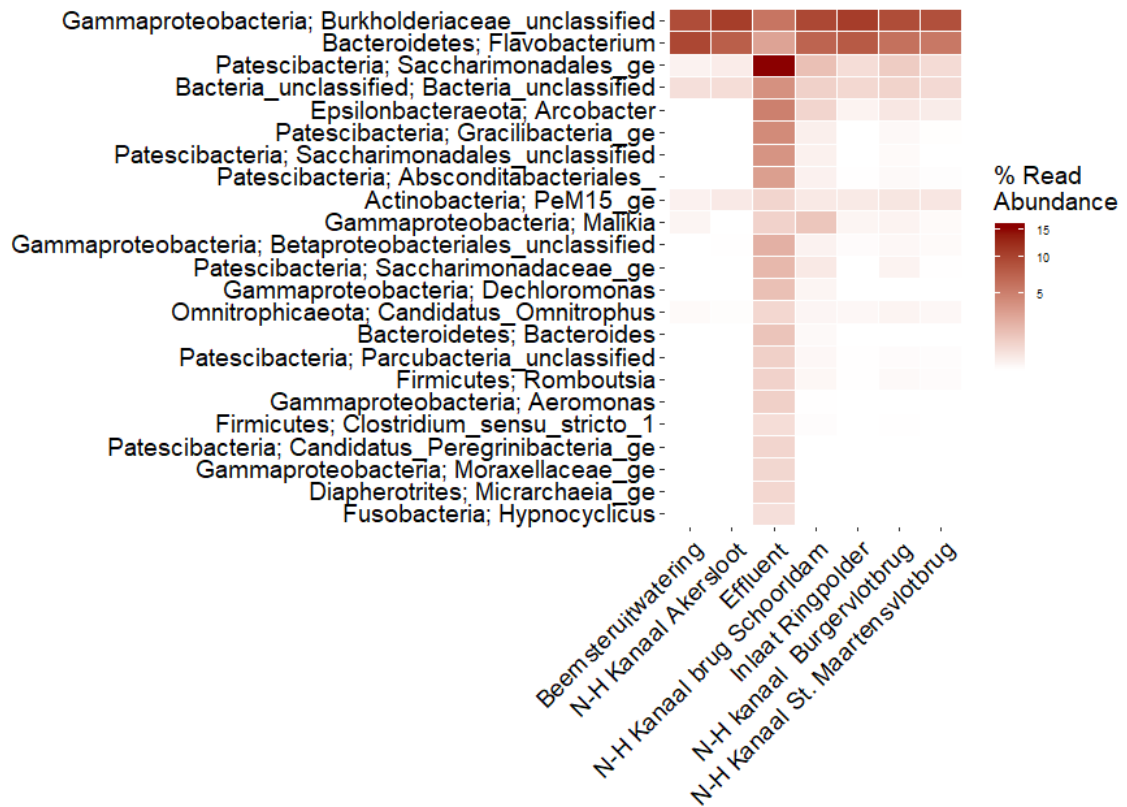 Gammaproteobacteria; Burkholderiaceae_unclassified
Bacteroidetes; Flavobacterium
Patescibacteria; Saccharimonadales_ge
Bacteria_unclassified; Bacteria_unclassified
Epsilonbacteraeota; Arcobacter
Patescibacteria; Gracilibacteria_ge
Patescibacteria; Saccharimonadales_unclassified
Patescibacteria; Absconditabacteriales_
Actinobacteria; PeM15_ge
Gammaproteobacteria; Malikia
Gammaproteobacteria; Betaproteobacteriales_unclassified
Patescibacteria; Saccharimonadaceae_ge
Gammaproteobacteria; Dechloromonas
Omnitrophicaeota; Candidatus_Omnitrophus
Bacteroidetes; Bacteroides
Patescibacteria; Parcubacteria_unclassified
Firmicutes; Romboutsia
Gammaproteobacteria; Aeromonas
Firmicutes; Clostridium_sensu_stricto_1
Patescibacteria; Candidatus_Peregrinibacteria_ge
Gammaproteobacteria; Moraxellaceae_ge
Diapherotrites; Micrarchaeia_ge
Fusobacteria; Hypnocyclicus
Beemsteruitwatering
N-H Kanaal Akersloot
Effluent
N-H Kanaal brug Schoorldam
Inlaat Ringpolder
N-H kanaal Burgervlotbrug
N-H Kanaal St. Maartensvlotbrug
% Read
Abundance
15
10
5